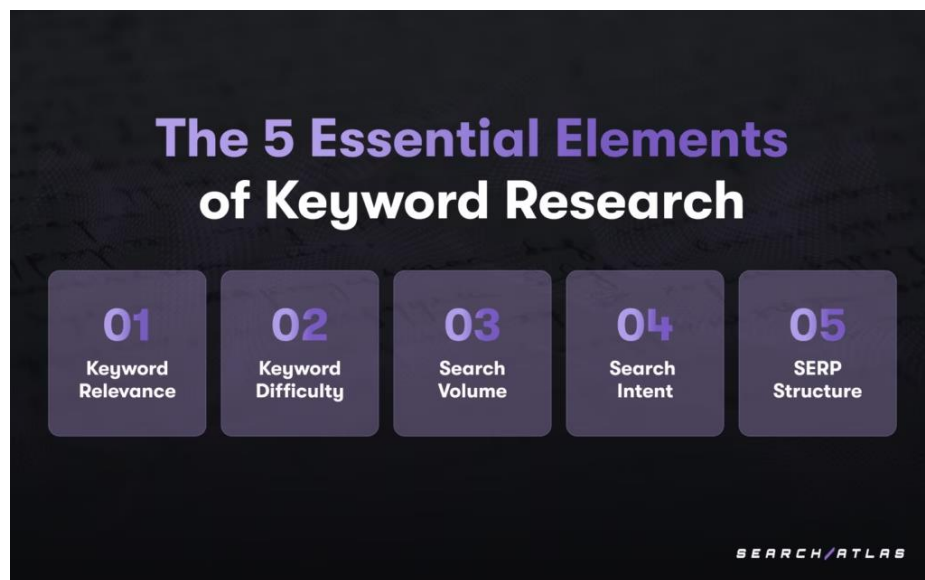 The 5 Essential Elements
of Keyword Research
01
Keyword
Relevance
02
Keyword
Difficulty
03
Search
Volume
04
Search
Intent
05
SERP
Structure
SEARCH/ATLAS